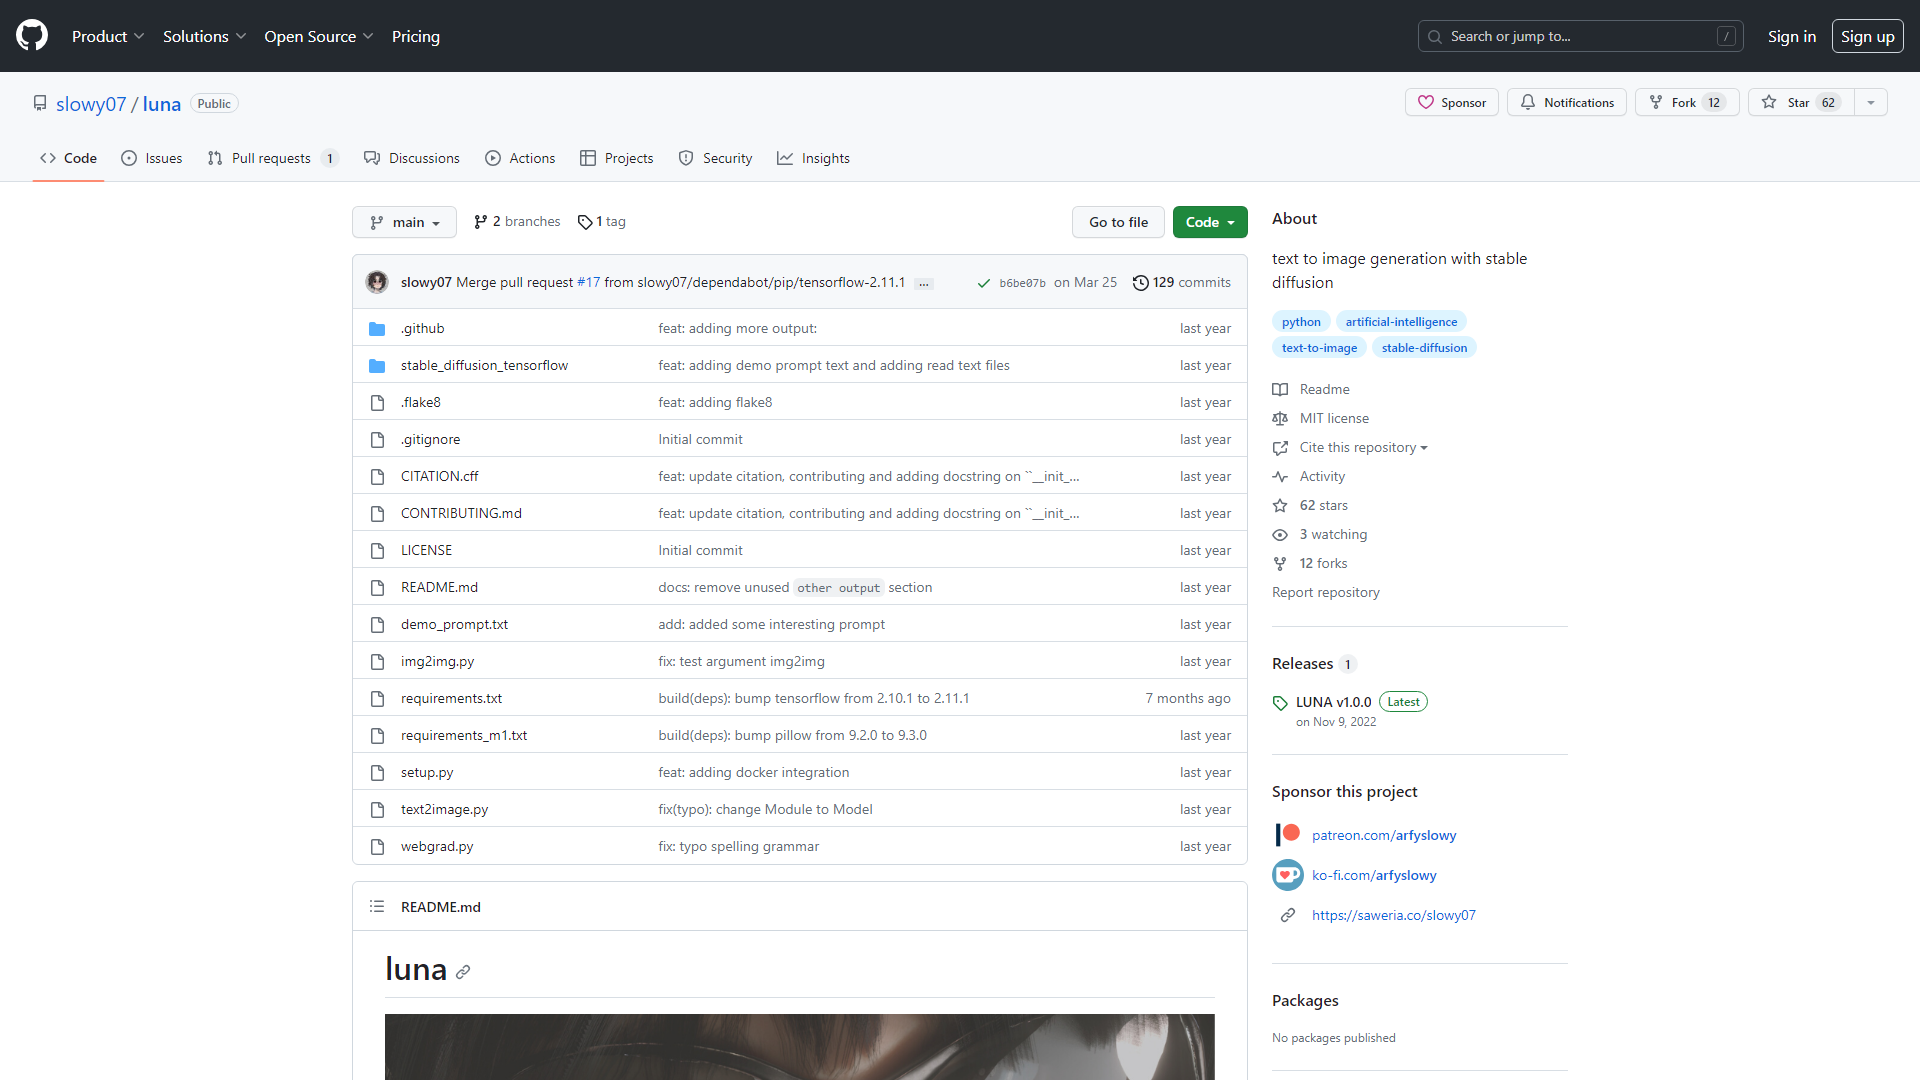 Product Solutions Open Source Pricing Search or jump to... / Sign in Sign up
slowy07 / luna Public Sponsor Notifications Fork 12 Star 62
Code Issues Pull requests 1 Discussions Actions Projects Security Insights
main 2 branches 1 tag Go to file Code
slowy07 Merge pull request #17 from slowy07/dependabot/pip/tensorflow-2.11.1 ... b6be07b on Mar 25 129 commits
.github feat: adding more output: last year
stable_diffusion_tensorflow feat: adding demo prompt text and adding read text files last year
.flake8 feat: adding flake8 last year
.gitignore Initial commit last year
CITATION.cff feat: update citation, contributing and adding docstring on ``__init_... last year
CONTRIBUTING.md feat: update citation, contributing and adding docstring on ``__init_... last year
LICENSE Initial commit last year
README.md docs: remove unused other output section last year
demo_prompt.txt add: added some interesting prompt last year
img2img.py fix: test argument img2img last year
requirements.txt build(deps): bump tensorflow from 2.10.1 to 2.11.1 7 months ago
requirements_m1.txt build(deps): bump pillow from 9.2.0 to 9.3.0 last year
setup.py feat: adding docker integration last year
text2image.py fix(typo): change Module to Model last year
webgrad.py fix: typo spelling grammar last year
README.md
luna
About
text to image generation with stable
diffusion
python artificial-intelligence
text-to-image stable-diffusion
Readme
MIT license
Cite this repository
Activity
62 stars
3 watching
12 forks
Report repository
Releases 1
LUNA v1.0.0 Latest
on Nov 9, 2022
Sponsor this project
patreon.com/arfyslowy
ko-fi.com/arfyslowy
https://saweria.co/slowy07
Packages
No packages published